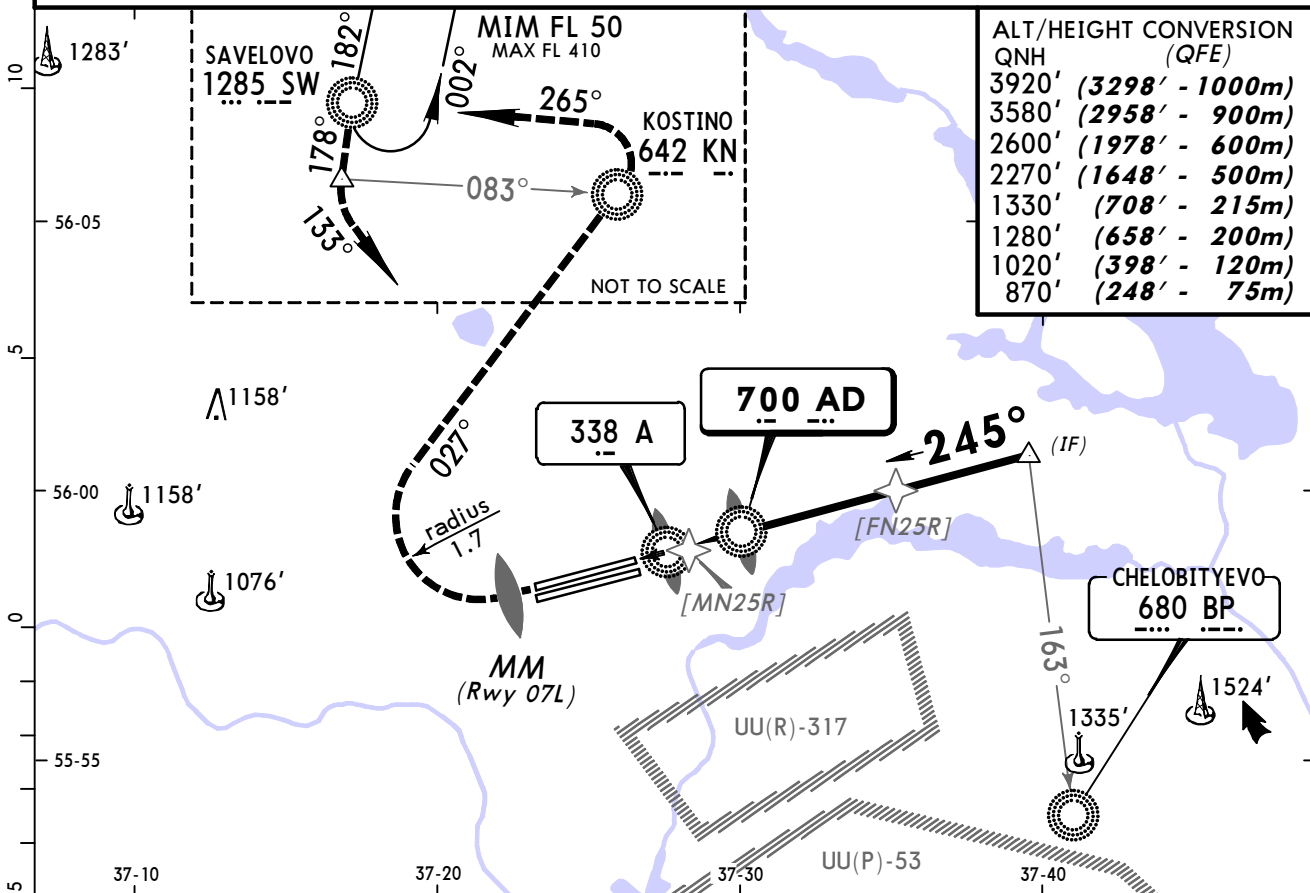 1283'
10
SAVELOVO
1285 SW
182°
MIM FL 50
MAX FL 410
002°
265°
KOSTINO
642 KN
178°
083°
133°
NOT TO SCALE
ALT/HEIGHT CONVERSION
QNH (QFE)
3920' (3298' - 1000m)
3580' (2958' - 900m)
2600' (1978' - 600m)
2270' (1648' - 500m)
1330' (708' - 215m)
1280' (658' - 200m)
1020' (398' - 120m)
870' (248' - 75m)
56-05
5
1158'
338 A
700 AD
245°
(IF)
027°
56-00
1158'
radius
1.7
[FN25R]
1076'
[MN25R]
CHELOBITYEVO
680 BP
0
163°
MM
(Rwy 07L)
1524'
UU(R)-317
1335'
55-55
UU(P)-53
5
37-10
37-20
37-30
37-40